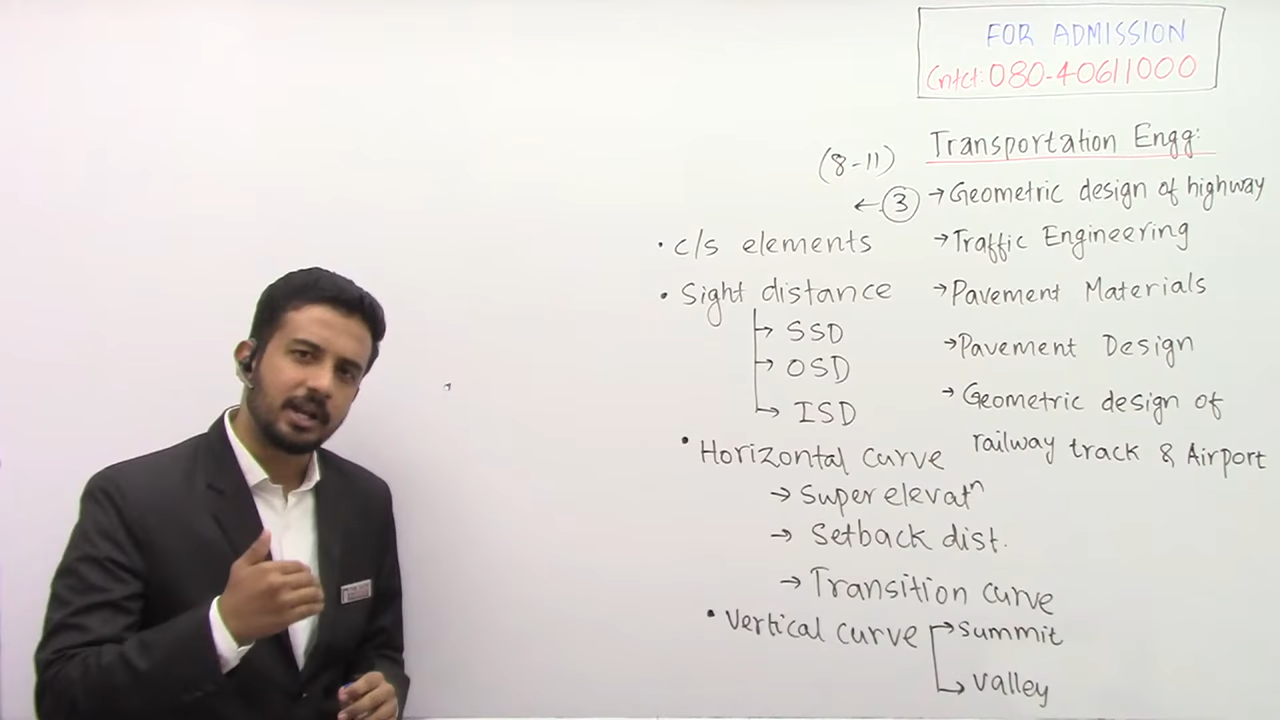 FOR ADMISSION
Cntct: 080-40611000
Transportation Engg:
(8-11)
← 3 → Geometric design of highway
→ Traffic Engineering
→ Pavement Materials
→ Pavement Design
→ Geometric design of
railway track & Airport
• c/s elements
• Sight distance
→ SSD
→ OSD
→ ISD
• Horizontal curve
→ Super elevatⁿ
→ Setback dist.
→ Transition curve
• Vertical curve → Summit
→ valley